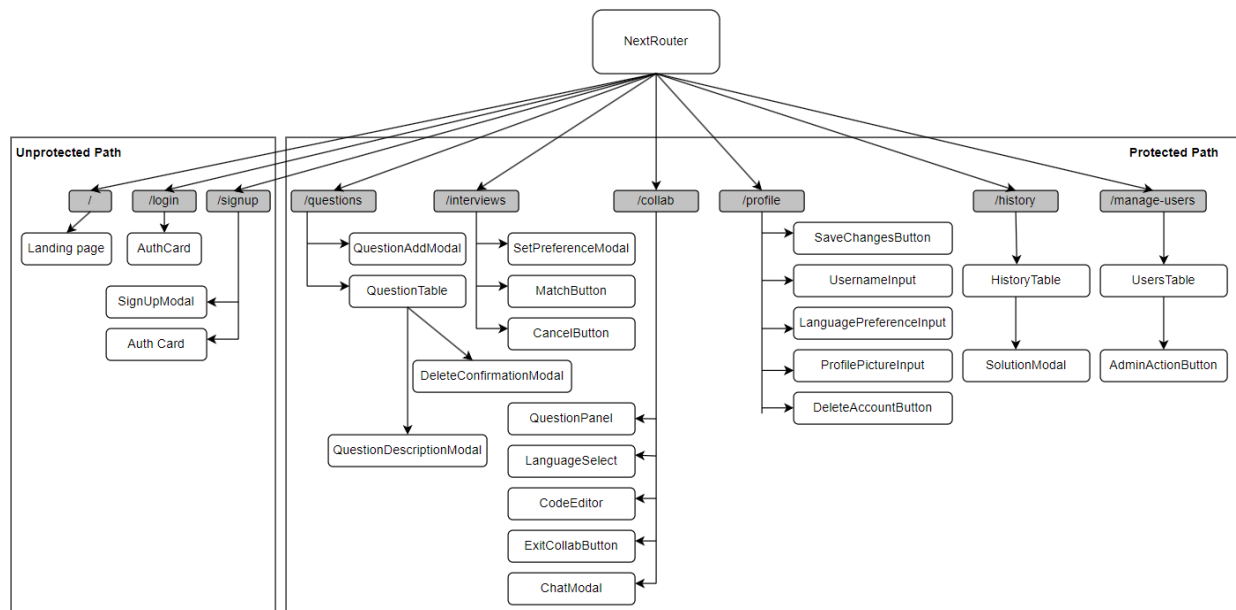 NextRouter
Unprotected Path
Protected Path
/
/login
/signup
/questions
/interviews
/collab
/profile
/history
/manage-users
Landing page
AuthCard
SignUpModal
Auth Card
QuestionAddModal
QuestionTable
DeleteConfirmationModal
QuestionDescriptionModal
SetPreferenceModal
MatchButton
CancelButton
QuestionPanel
LanguageSelect
CodeEditor
ExitCollabButton
ChatModal
SaveChangesButton
UsernameInput
LanguagePreferenceInput
ProfilePictureInput
DeleteAccountButton
HistoryTable
SolutionModal
UsersTable
AdminActionButton